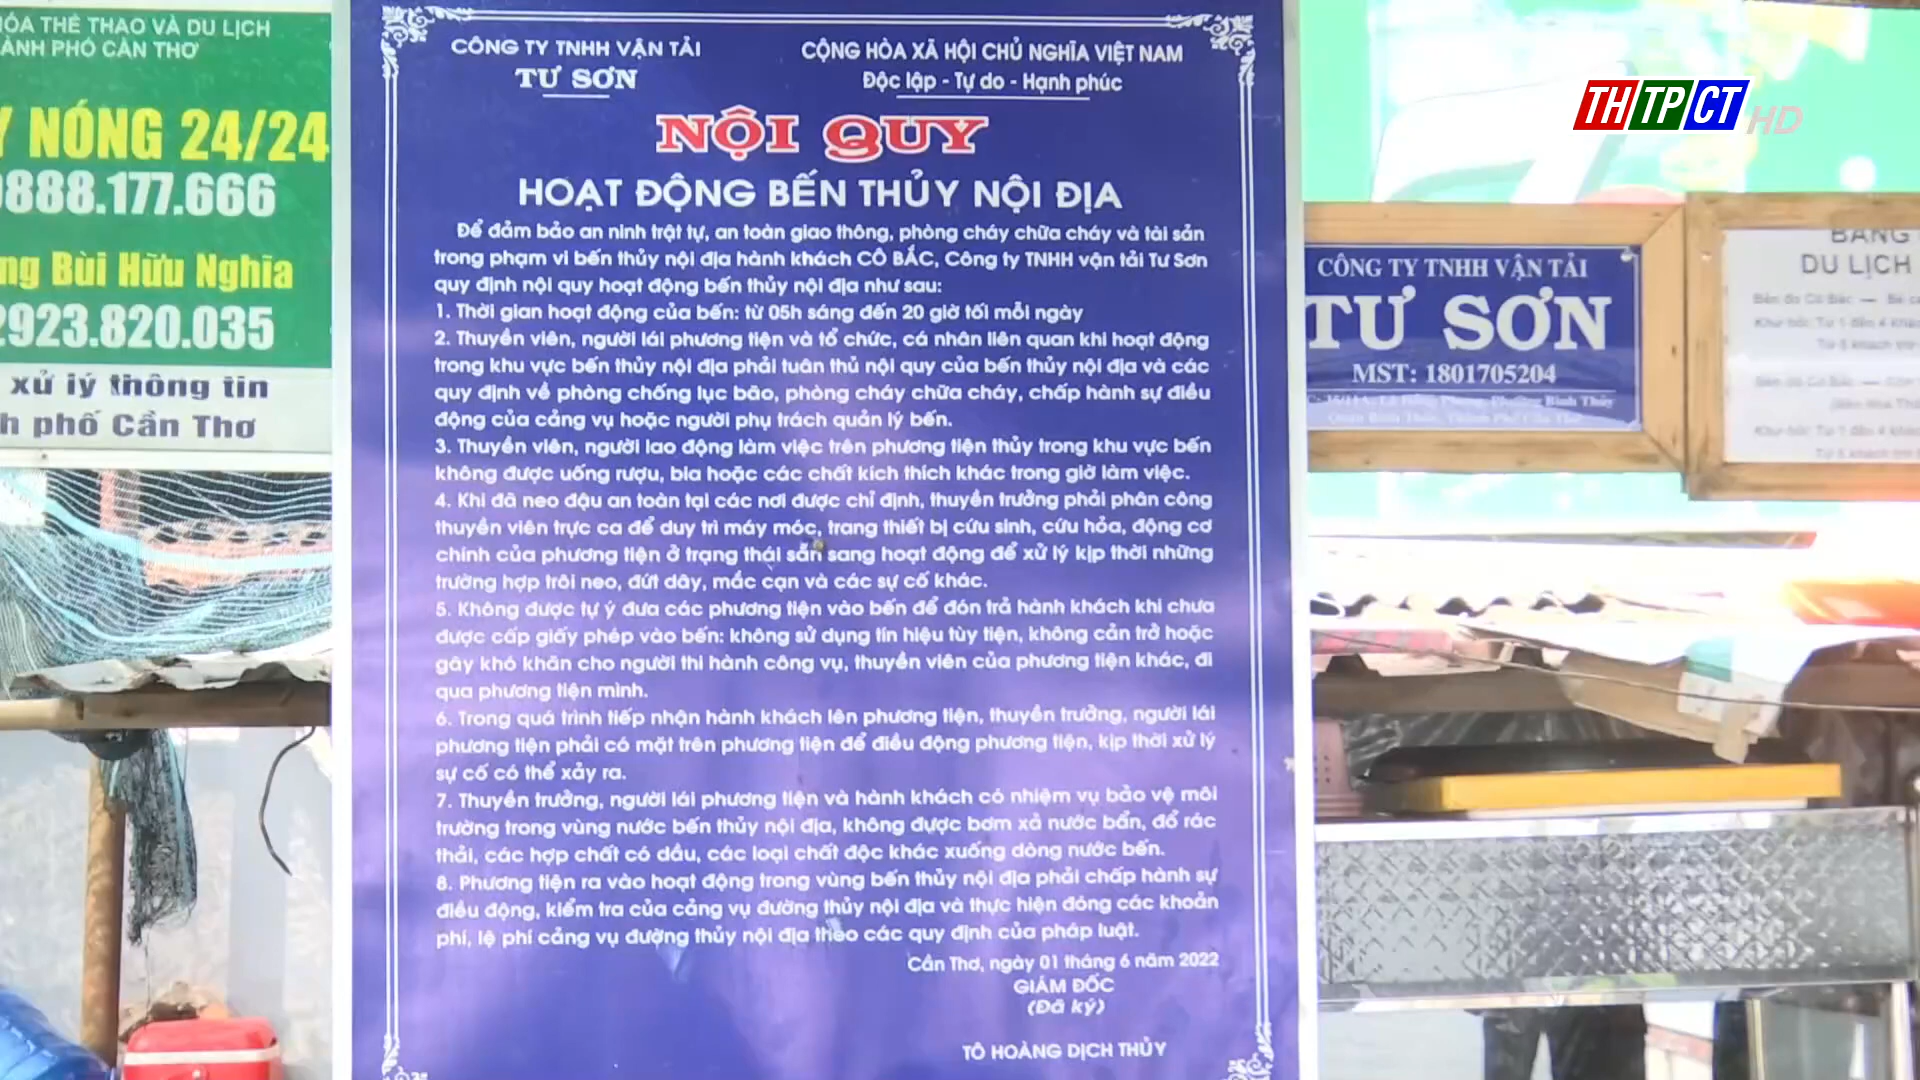 HÓA THỂ THAO VÀ DU LỊCH
THÀNH PHỐ CẦN THƠ
NÓNG 24/24
0888.177.666
Bùi Hữu Nghĩa
2923.820.035
xử lý thông tin
phố Cần Thơ
CÔNG TY TNHH VẬN TẢI
TƯ SƠN
CỘNG HÒA XÃ HỘI CHỦ NGHĨA VIỆT NAM
Độc lập - Tự do - Hạnh phúc
NỘI QUY
HOẠT ĐỘNG BẾN THỦY NỘI ĐỊA
Để đảm bảo an ninh trật tự, an toàn giao thông, phòng cháy chữa cháy và tài sản
trong phạm vi bến thủy nội địa hành khách CÔ BẮC, Công ty TNHH vận tải Tư Sơn
quy định nội quy hoạt động bến thủy nội địa như sau:
1. Thời gian hoạt động của bến: từ 05h sáng đến 20 giờ tối mỗi ngày
2. Thuyền viên, người lái phương tiện và tổ chức, cá nhân liên quan khi hoạt động
trong khu vực bến thủy nội địa phải tuân thủ nội quy của bến thủy nội địa và các
quy định về phòng chống lục bão, phòng cháy chữa cháy, chấp hành sự điều
động của cảng vụ hoặc người phụ trách quản lý bến.
3. Thuyền viên, người lao động làm việc trên phương tiện thủy trong khu vực bến
không được uống rượu, bia hoặc các chất kích thích khác trong giờ làm việc.
4. Khi đã neo đậu an toàn tại các nơi được chỉ định, thuyền trưởng phải phân công
thuyền viên trực ca để duy trì máy móc, trang thiết bị cứu sinh, cứu hỏa, động cơ
chính của phương tiện ở trạng thái sẵn sang hoạt động để xử lý kịp thời những
trường hợp trôi neo, đứt dây, mắc cạn và các sự cố khác.
5. Không được tự ý đưa các phương tiện vào bến để đón trả hành khách khi chưa
được cấp giấy phép vào bến: không sử dụng tín hiệu tùy tiện, không cản trở hoặc
gây khó khăn cho người thi hành công vụ, thuyền viên của phương tiện khác, đi
qua phương tiện mình.
6. Trong quá trình tiếp nhận hành khách lên phương tiện, thuyền trưởng, người lái
phương tiện phải có mặt trên phương tiện để điều động phương tiện, kịp thời xử lý
sự cố có thể xảy ra.
7. Thuyền trưởng, người lái phương tiện và hành khách có nhiệm vụ bảo vệ môi
trường trong vùng nước bến thủy nội địa, không được bơm xả nước bẩn, đổ rác
thải, các hợp chất có dầu, các loại chất độc khác xuống dòng nước bến.
8. Phương tiện ra vào hoạt động trong vùng bến thủy nội địa phải chấp hành sự
điều động, kiểm tra của cảng vụ đường thủy nội địa và thực hiện đóng các khoản
phí, lệ phí cảng vụ đường thủy nội địa theo các quy định của pháp luật.
Cần Thơ, ngày 01 tháng 6 năm 2022
GIÁM ĐỐC
(Đã ký)
TÔ HOÀNG DỊCH THỦY
THTPCT HD
CÔNG TY TNHH VẬN TẢI
TƯ SƠN
MST: 1801705204
BẢNG
DU LỊCH